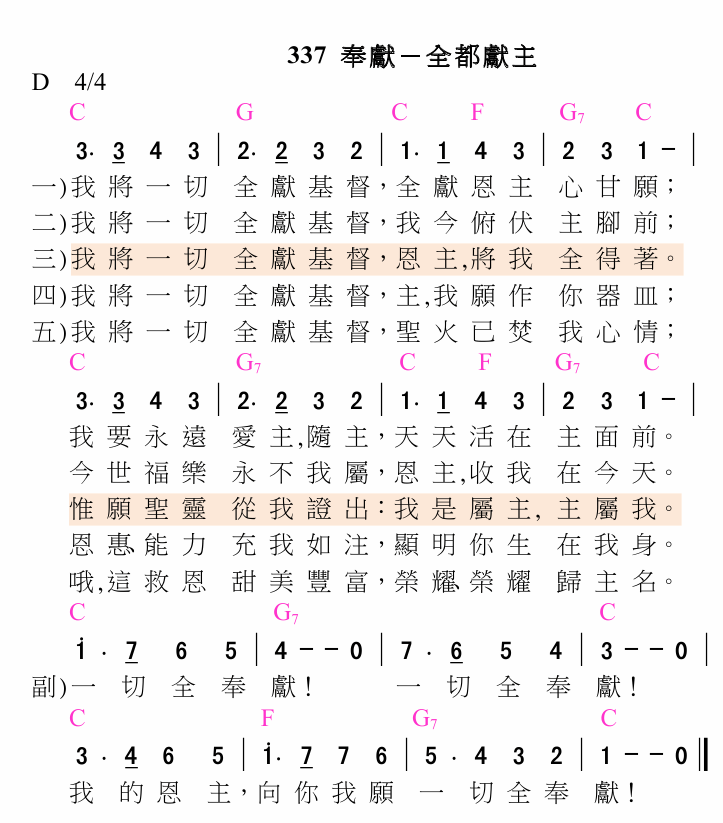 337 奉獻－全都獻主
D 4/4
C G C F G7 C
3. 3 4 3 | 2. 2 3 2 | 1. 1 4 3 | 2 3 1 - |
一)我將一切 全獻基督，全獻恩主 心甘願；
二)我將一切 全獻基督，我今俯伏 主腳前；
三)我將一切 全獻基督，恩主,將我 全得著。
四)我將一切 全獻基督，主,我願作 你器皿；
五)我將一切 全獻基督，聖火已焚 我心情；
C G7 C F G7 C
3. 3 4 3 | 2. 2 3 2 | 1. 1 4 3 | 2 3 1 - |
我要永遠 愛主,隨主，天天活在 主面前。
今世福樂 永不我屬，恩主,收我 在今天。
惟願聖靈 從我證出：我是屬主, 主屬我。
恩惠、能力 充我如注，顯明你生 在我身。
哦,這救恩 甜美豐富，榮耀、榮耀 歸主名。
C G7 C
i . 7 6 5 | 4 - - 0 | 7 . 6 5 4 | 3 - - 0 |
副)一切全奉獻！ 一切全奉獻！
C F G7 C
3 . 4 6 5 | i. 7 7 6 | 5 . 4 3 2 | 1 - - 0 ||
我的恩主，向你我願 一切全奉獻！